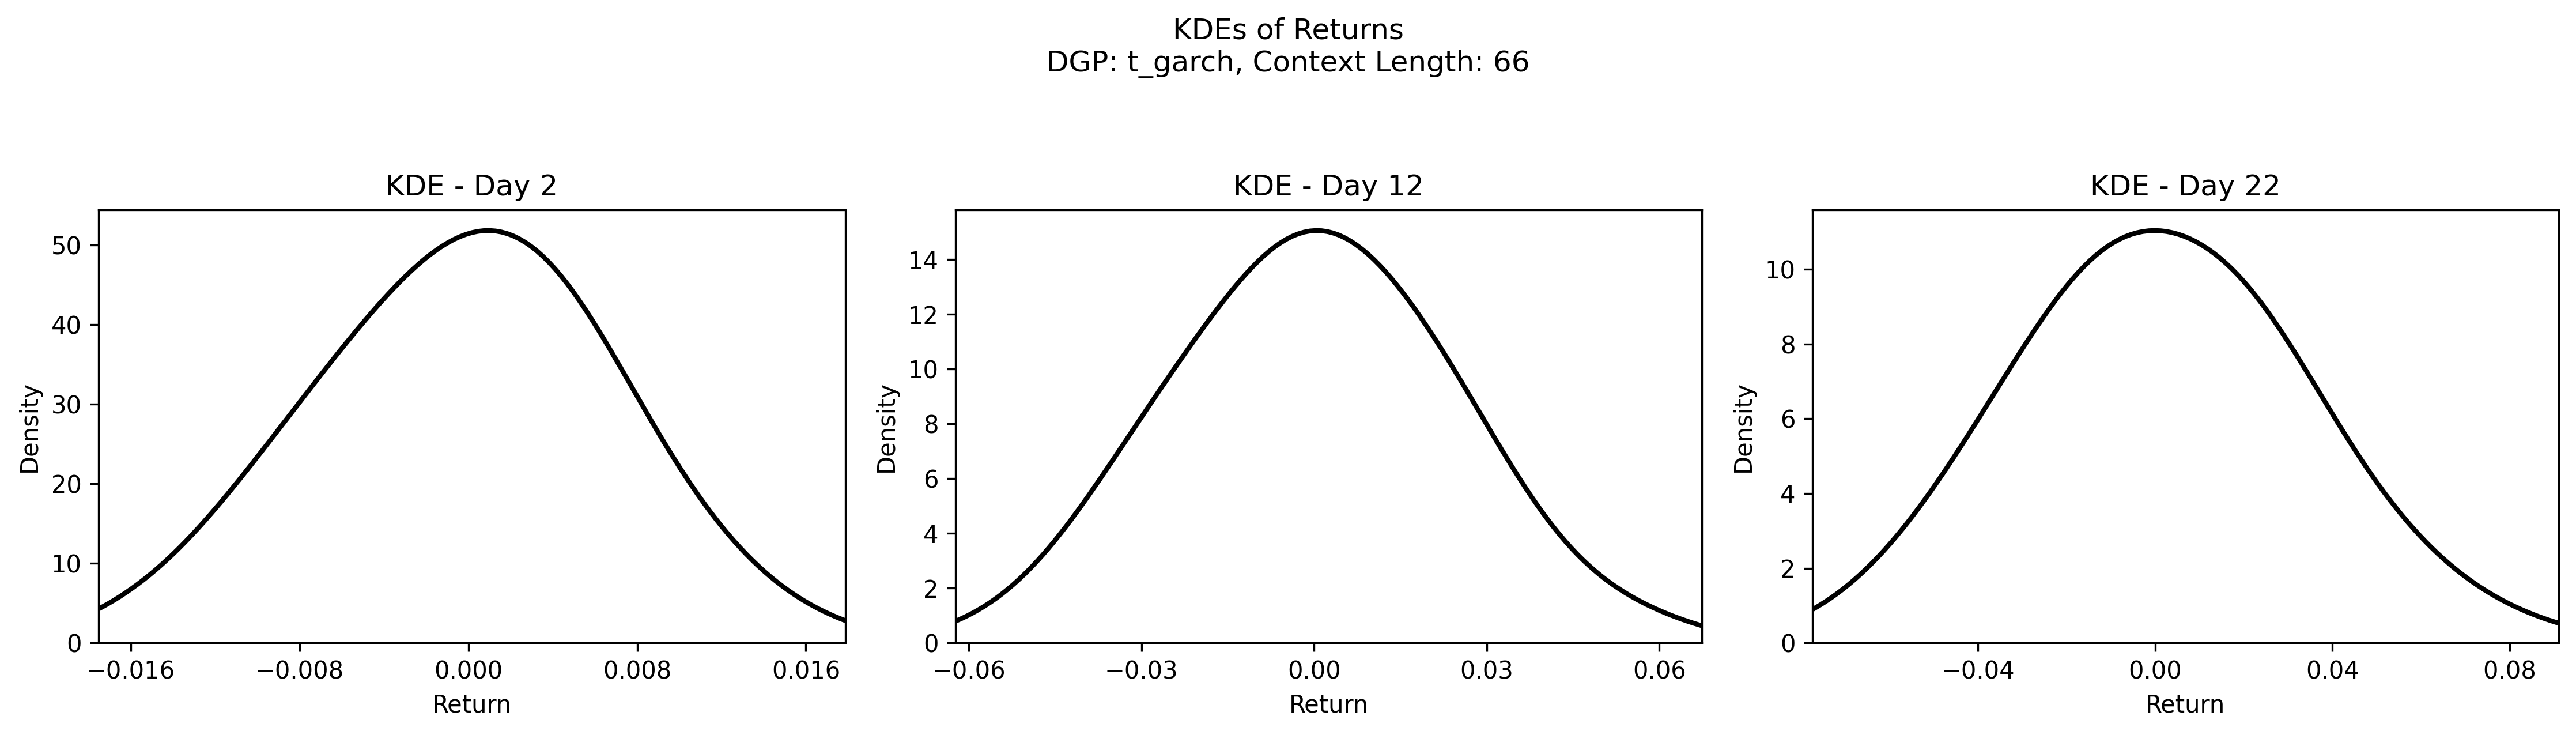 KDEs of Returns
DGP: t_garch, Context Length: 66
KDE - Day 2
Density
50
40
30
20
10
0
−0.016 −0.008 0.000 0.008 0.016
Return
KDE - Day 12
Density
14
12
10
8
6
4
2
0
−0.06 −0.03 0.00 0.03 0.06
Return
KDE - Day 22
Density
10
8
6
4
2
0
−0.04 0.00 0.04 0.08
Return